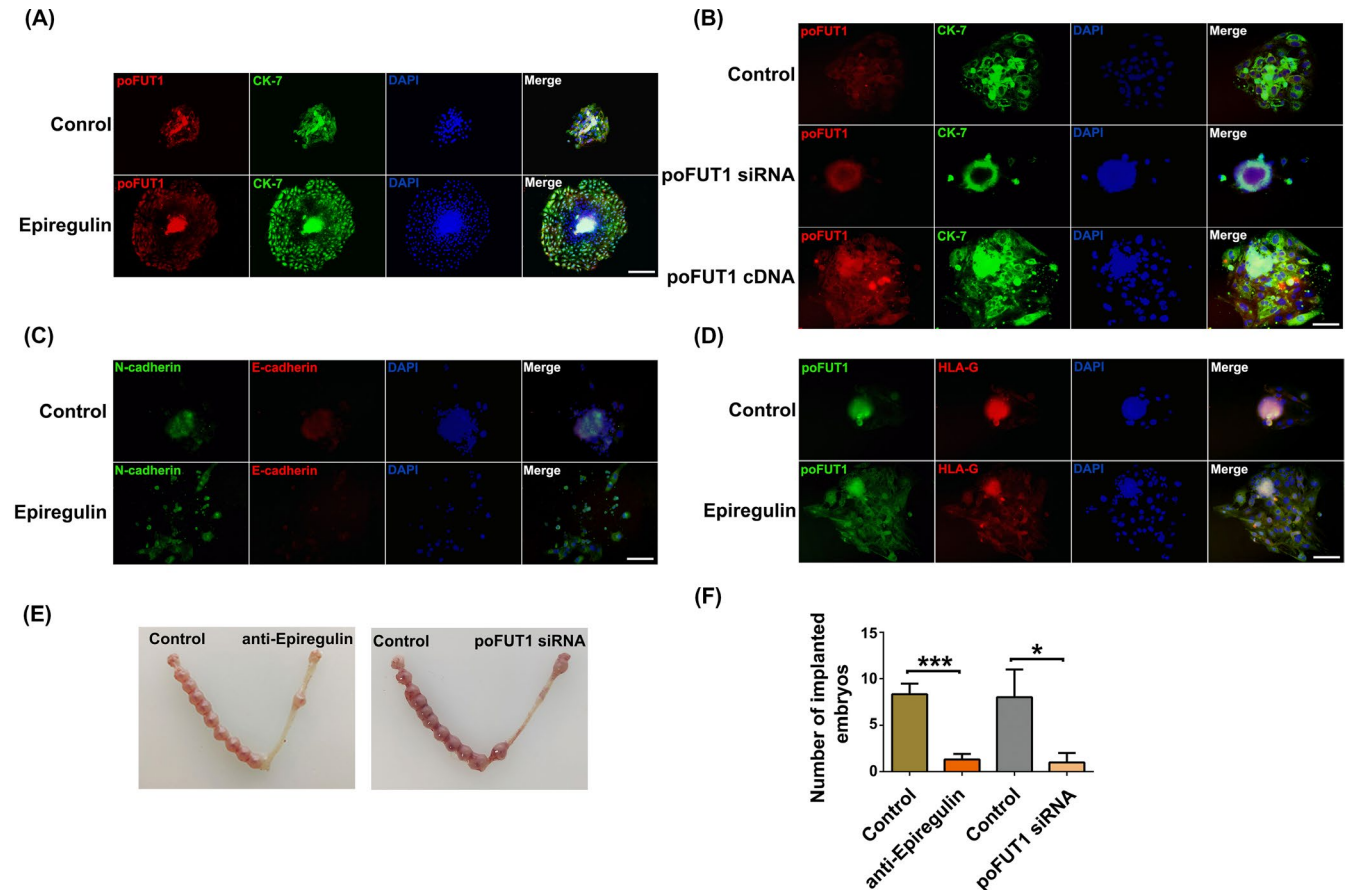 (A)
poFUT1 CK-7 DAPI Merge
Conrol
poFUT1 CK-7 DAPI Merge
Epiregulin
(B)
poFUT1 CK-7 DAPI Merge
Control
poFUT1 CK-7 DAPI Merge
poFUT1 siRNA
poFUT1 CK-7 DAPI Merge
poFUT1 cDNA
(C)
N-cadherin E-cadherin DAPI Merge
Control
N-cadherin E-cadherin DAPI Merge
Epiregulin
(D)
poFUT1 HLA-G DAPI Merge
Control
poFUT1 HLA-G DAPI Merge
Epiregulin
(E)
Control anti-Epiregulin
Control poFUT1 siRNA
(F)
Number of implanted
embryos
15
10
5
0
***
*
Control
anti-Epiregulin
Control
poFUT1 siRNA